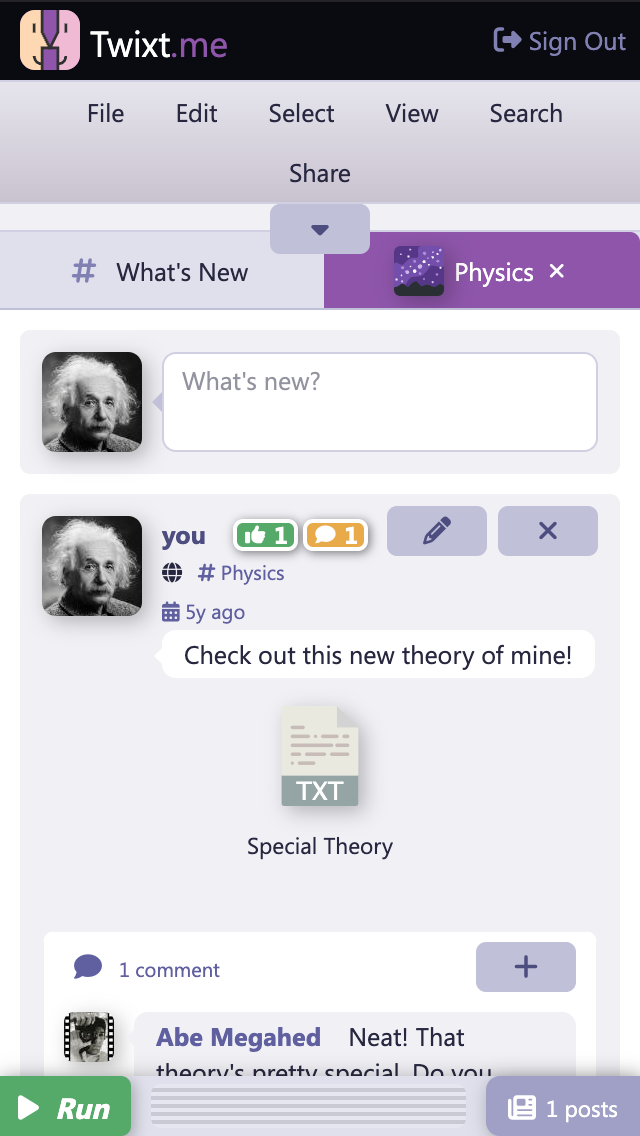 Twixt.me
Sign Out
File Edit Select View Search
Share
# What's New
Physics ×
What's new?
you 1 1
# Physics
5y ago
Check out this new theory of mine!
TXT
Special Theory
1 comment
Abe Megahed Neat! That
theory's pretty special. Do you
Run
1 posts